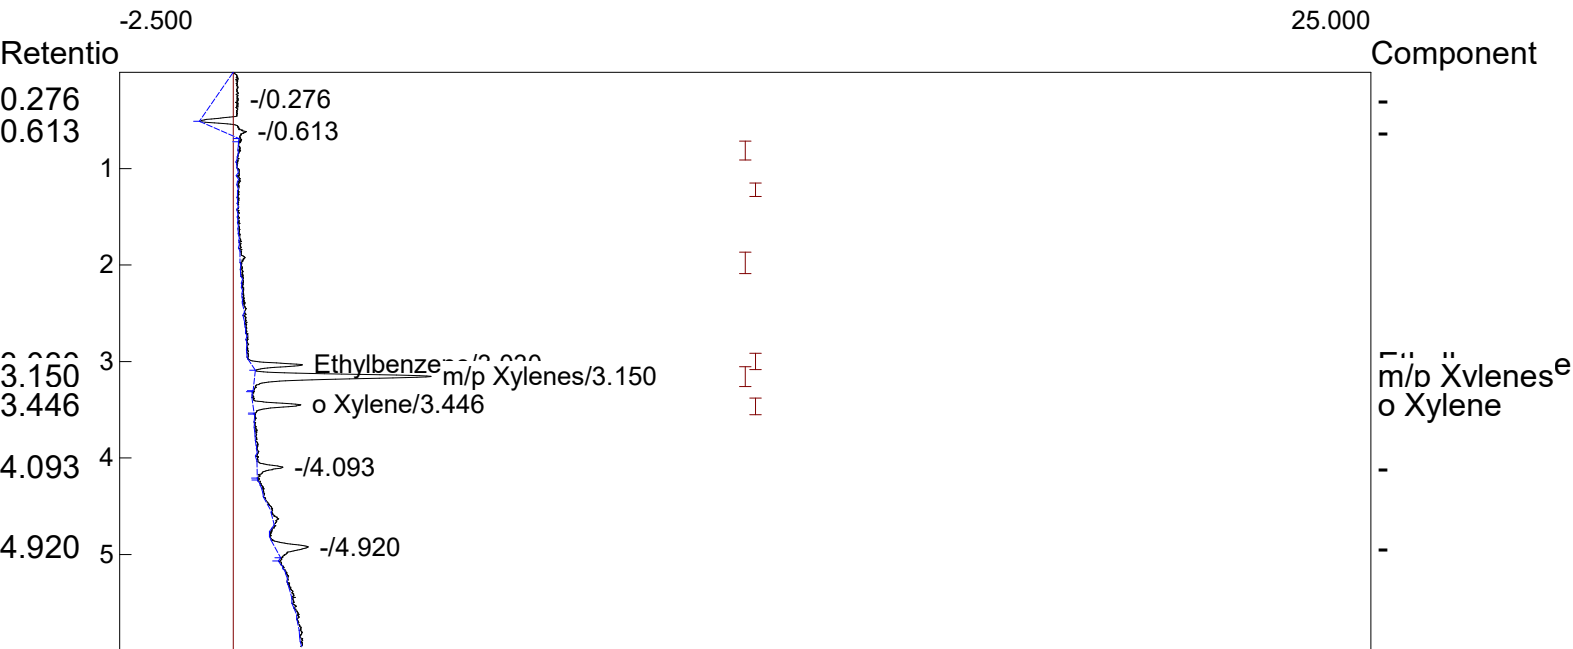 -2.500 25.000
Retentio Component
0.276 -/0.276 -
0.613 -/0.613 -
1
2
3
3.150 m/p Xylenes/3.150 m/p Xylenes
3.446 o Xylene/3.446 o Xylene
4.093 4 -/4.093 -
4.920 5 -/4.920 -